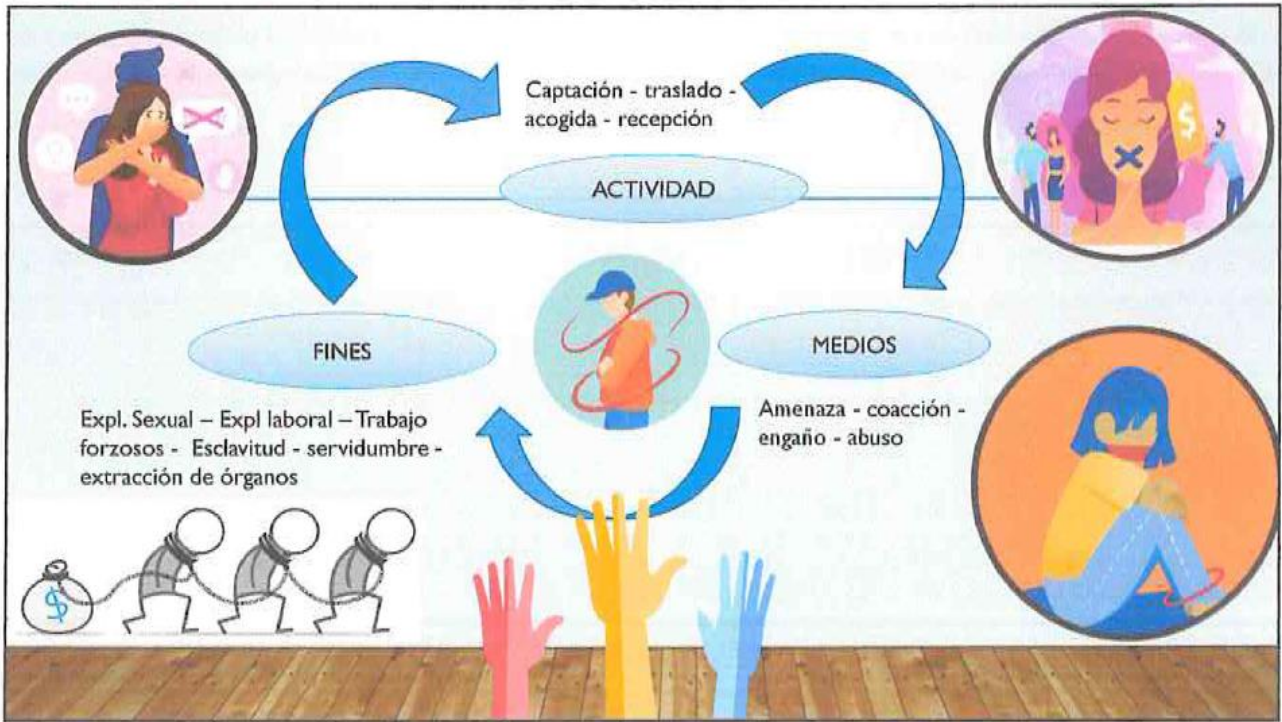 Captación - traslado -
acogida - recepción
ACTIVIDAD
$
FINES
MEDIOS
Expl. Sexual – Expl laboral – Trabajo
forzosos - Esclavitud - servidumbre -
extracción de órganos
Amenaza - coacción -
engaño - abuso
$